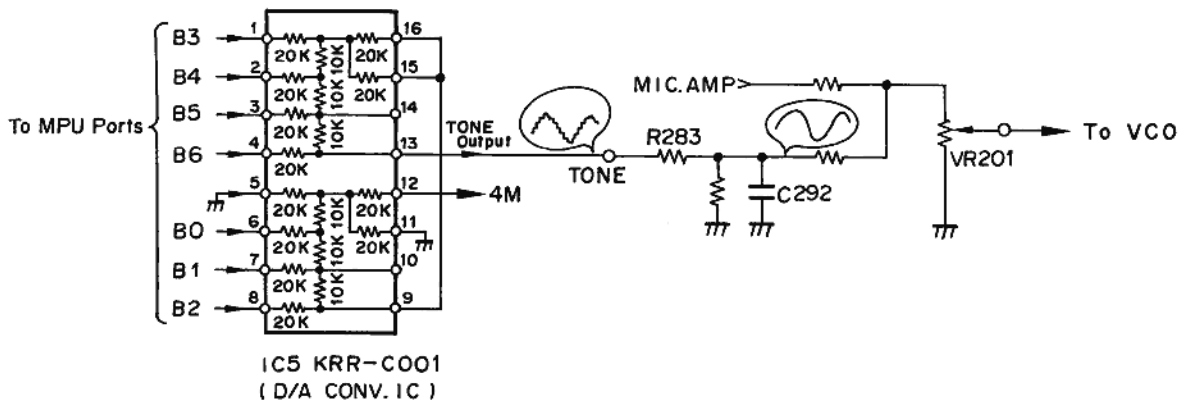 To MPU Ports
B3
B4
B5
B6
B0
B1
B2
1 20K 10K 20K 16
2 20K 10K 20K 15
3 20K 10K 14
4 20K 13
5 20K 10K 20K 12
6 20K 10K 20K 11
7 20K 10K 10
8 20K 9
IC5 KRR-C001
(D/A CONV. IC)
TONE
Output
4M
TONE
R283
C292
MIC. AMP
VR201
To VCO